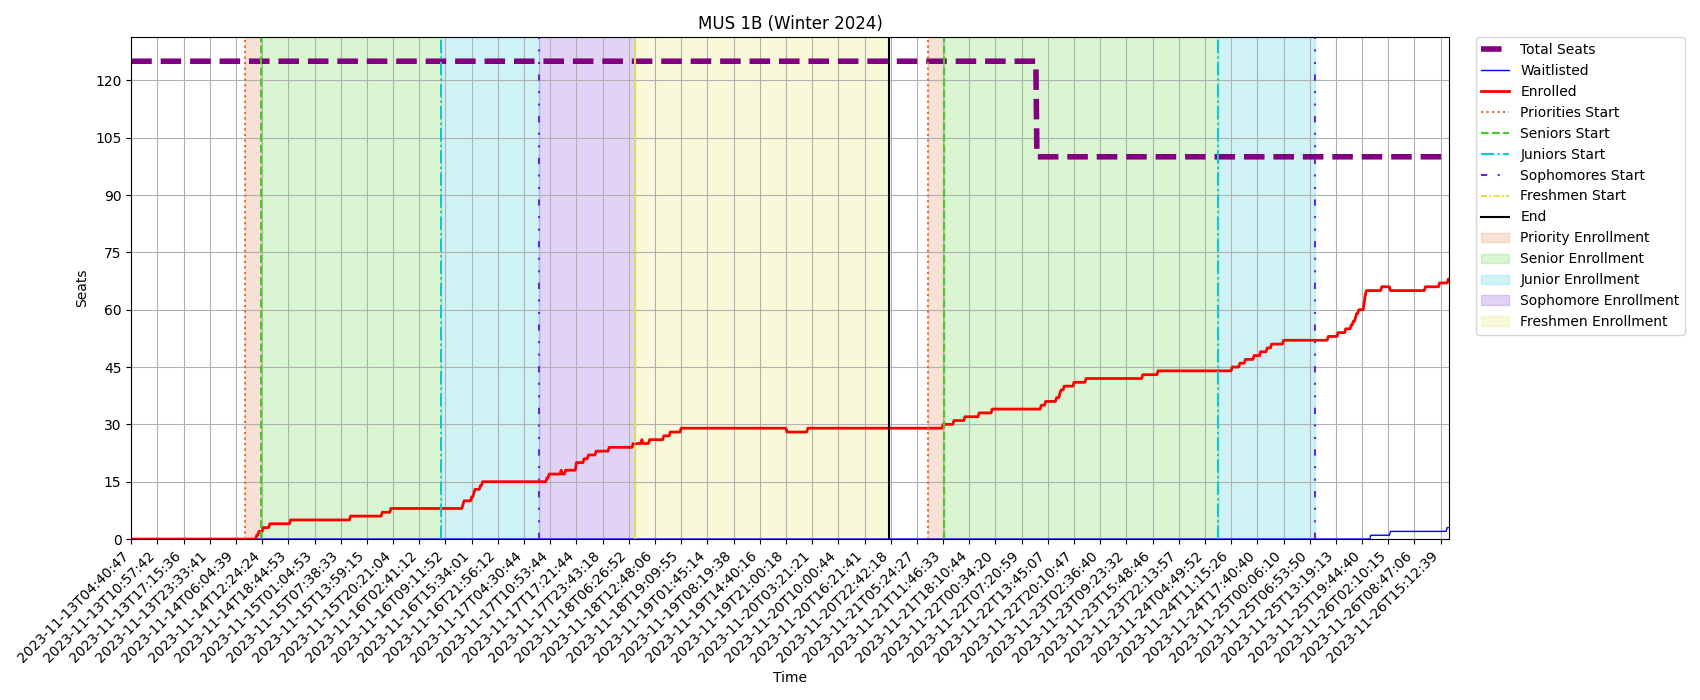 MUS 1B (Winter 2024)
Seats
120
105
90
75
60
45
30
15
0
2023-11-13T04:40:47
2023-11-13T10:57:42
2023-11-13T17:15:36
2023-11-13T23:33:41
2023-11-14T06:04:39
2023-11-14T12:24:24
2023-11-14T18:44:53
2023-11-15T01:04:53
2023-11-15T07:38:33
2023-11-15T13:59:15
2023-11-15T20:21:04
2023-11-16T02:41:12
2023-11-16T09:11:52
2023-11-16T15:34:01
2023-11-16T21:56:12
2023-11-17T04:30:44
2023-11-17T10:53:44
2023-11-17T17:21:44
2023-11-17T23:43:18
2023-11-18T06:26:52
2023-11-18T12:48:06
2023-11-18T19:09:55
2023-11-19T01:45:14
2023-11-19T08:19:38
2023-11-19T14:40:16
2023-11-19T21:00:18
2023-11-20T03:21:21
2023-11-20T10:00:44
2023-11-20T16:21:41
2023-11-20T22:42:18
2023-11-21T05:24:27
2023-11-21T11:46:33
2023-11-21T18:10:44
2023-11-22T00:34:20
2023-11-22T07:20:59
2023-11-22T13:45:07
2023-11-22T20:10:47
2023-11-23T02:36:40
2023-11-23T09:23:32
2023-11-23T15:48:46
2023-11-23T22:13:57
2023-11-24T04:49:52
2023-11-24T11:15:26
2023-11-24T17:40:40
2023-11-25T00:06:10
2023-11-25T06:53:50
2023-11-25T13:19:13
2023-11-25T19:44:40
2023-11-26T02:10:15
2023-11-26T08:47:06
2023-11-26T15:12:39
Time
Total Seats
Waitlisted
Enrolled
Priorities Start
Seniors Start
Juniors Start
Sophomores Start
Freshmen Start
End
Priority Enrollment
Senior Enrollment
Junior Enrollment
Sophomore Enrollment
Freshmen Enrollment